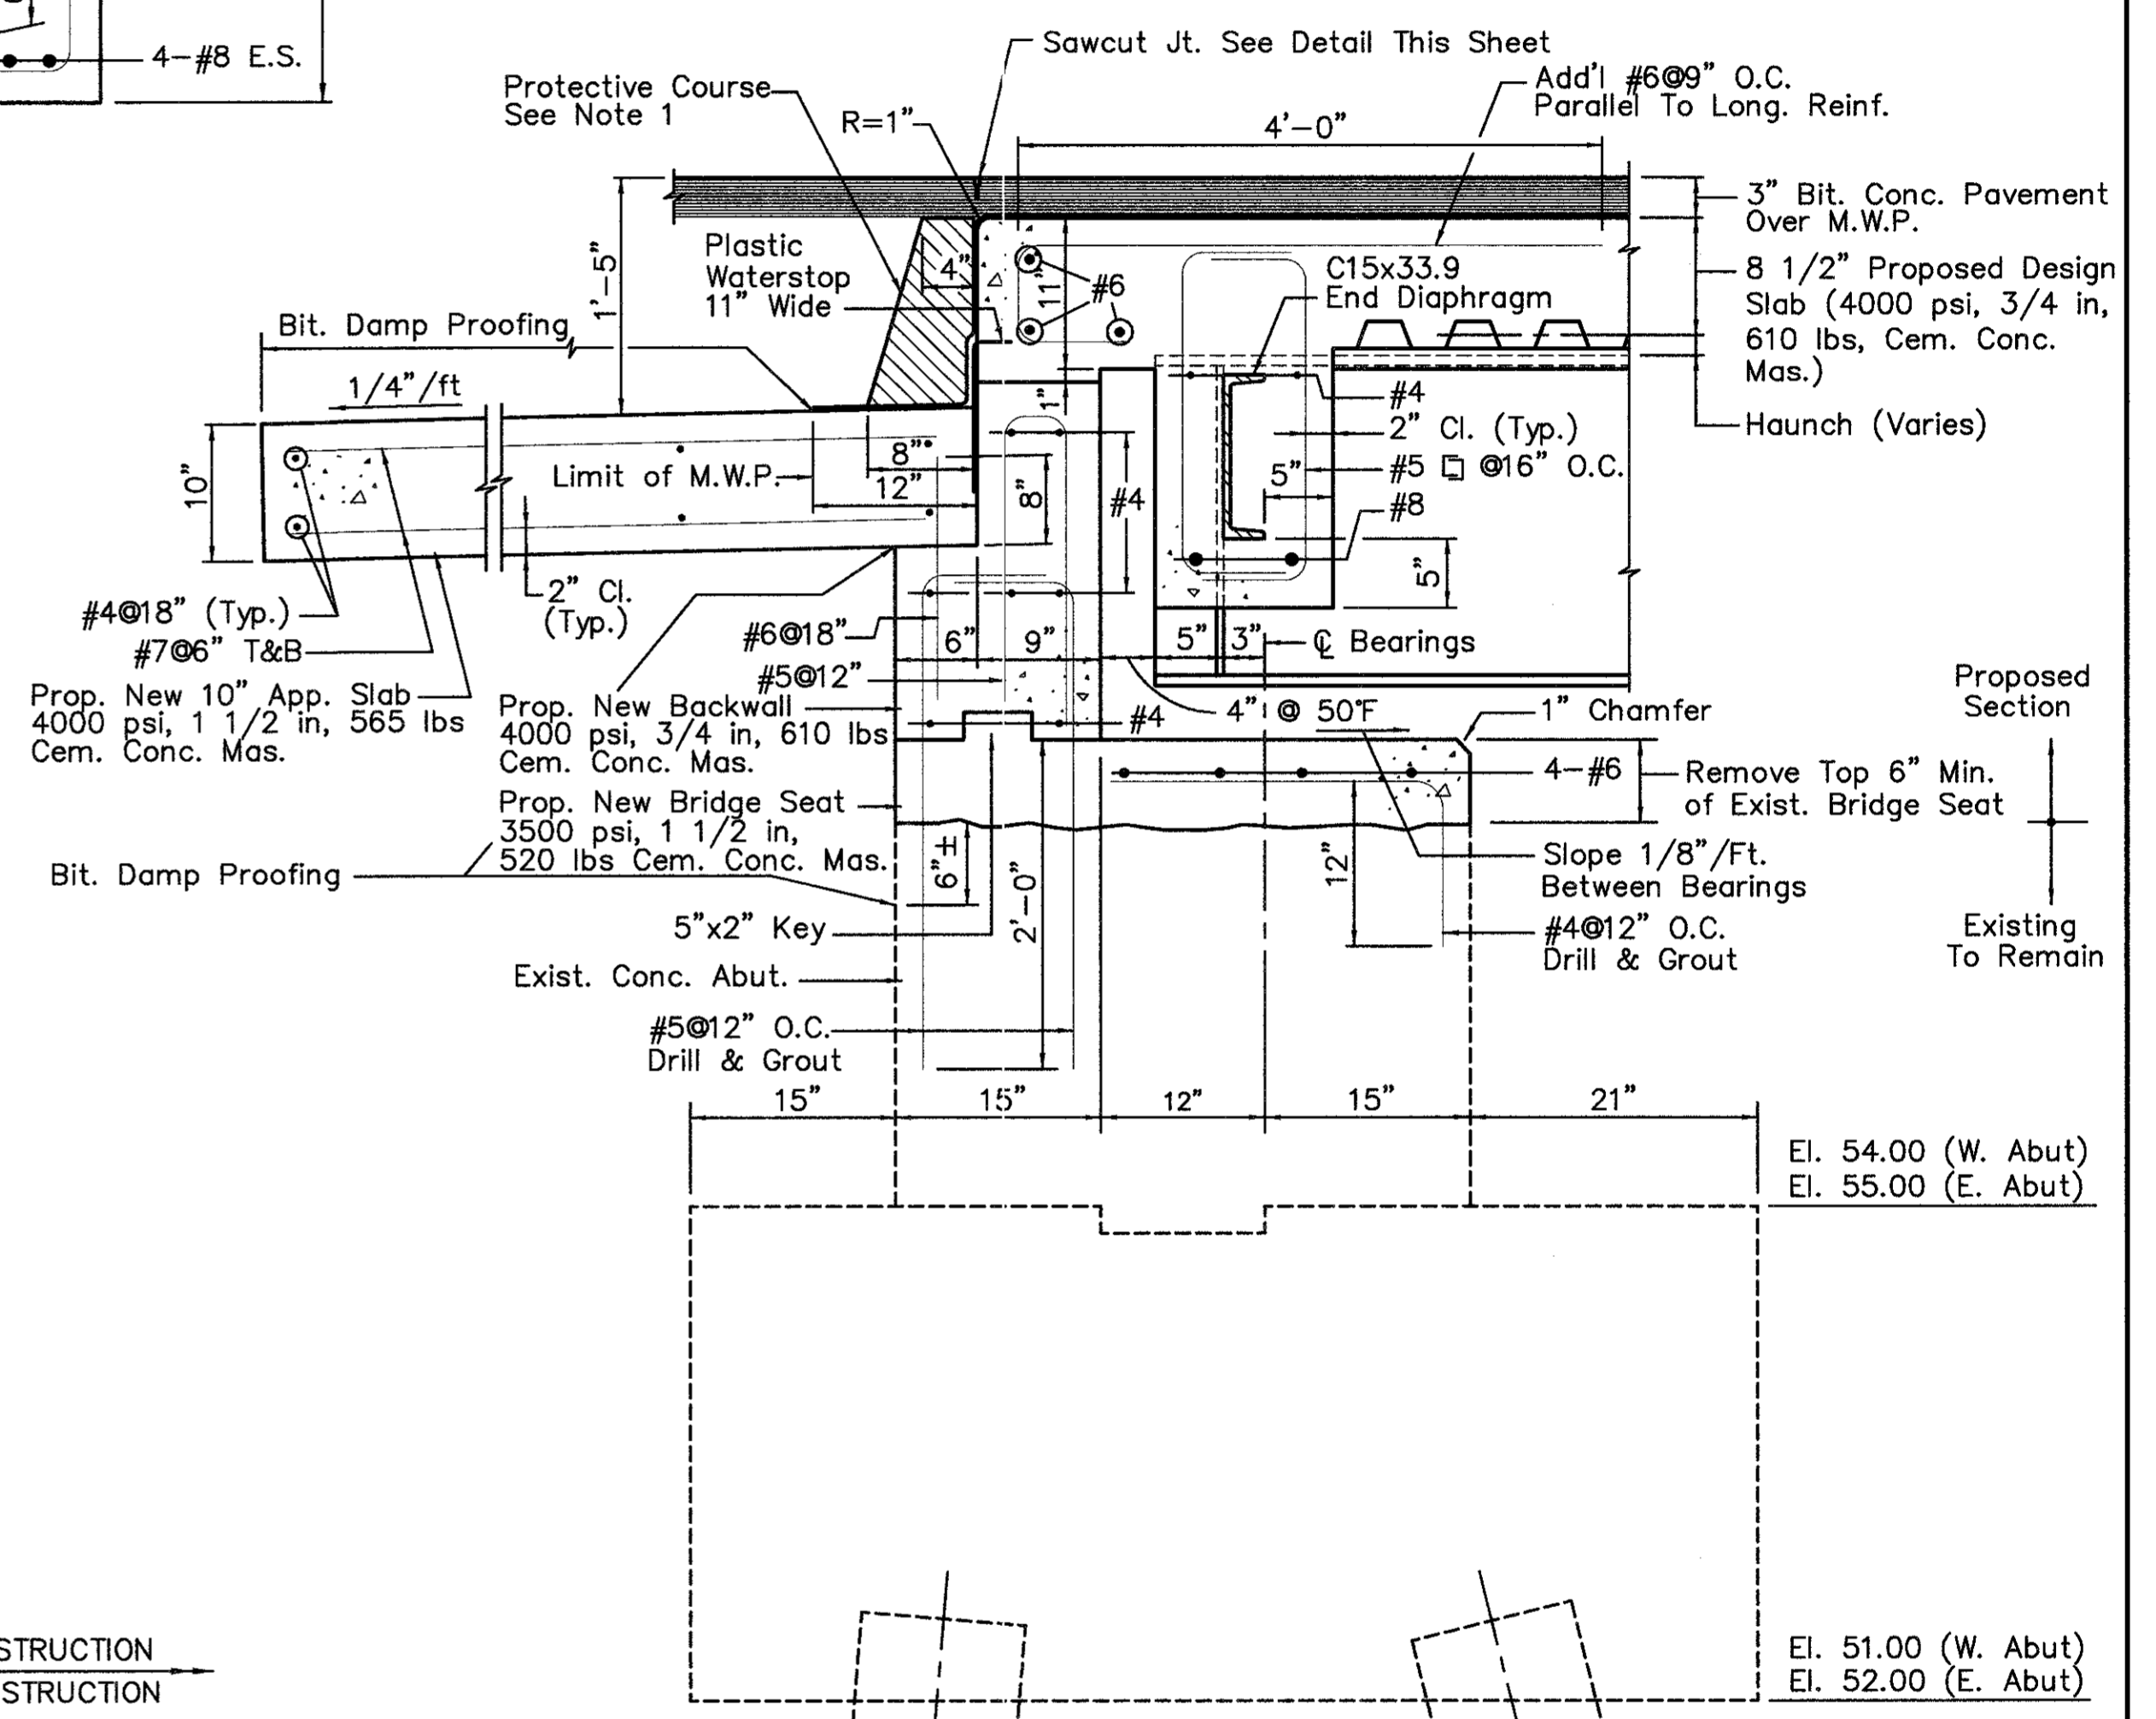 4-#8 E.S.
Sawcut Jt. See Detail This Sheet
Protective Course
See Note 1
R=1"
Add'l #6@9" O.C.
Parallel To Long. Reinf.
4'-0"
3" Bit. Conc. Pavement
Over M.W.P.
1'-5"
Plastic
Waterstop
11" Wide
4"
11"
#6
C15x33.9
End Diaphragm
8 1/2" Proposed Design
Slab (4000 psi, 3/4 in,
610 lbs, Cem. Conc.
Mas.)
Bit. Damp Proofing
1/4"/ft
1"
#4
2" Cl. (Typ.)
Haunch (Varies)
10"
Limit of M.W.P.
8"
12"
8"
#4
5"
#5 @16" O.C.
#8
5"
#4@18" (Typ.)
#7@6" T&B
2" Cl.
(Typ.)
#6@18"
6"
9"
5"
3"
℄ Bearings
#5@12"
Prop. New 10" App. Slab
4000 psi, 1 1/2 in, 565 lbs
Cem. Conc. Mas.
Prop. New Backwall
4000 psi, 3/4 in, 610 lbs
Cem. Conc. Mas.
#4
4" @ 50°F
1" Chamfer
Proposed
Section
4-#6
Remove Top 6" Min.
of Exist. Bridge Seat
Prop. New Bridge Seat
3500 psi, 1 1/2 in,
520 lbs Cem. Conc. Mas.
Bit. Damp Proofing
6"±
2'-0"
12"
Slope 1/8"/Ft.
Between Bearings
5"x2" Key
#4@12" O.C.
Drill & Grout
Existing
To Remain
Exist. Conc. Abut.
#5@12" O.C.
Drill & Grout
15"
15"
12"
15"
21"
El. 54.00 (W. Abut)
El. 55.00 (E. Abut)
STRUCTION
STRUCTION
El. 51.00 (W. Abut)
El. 52.00 (E. Abut)